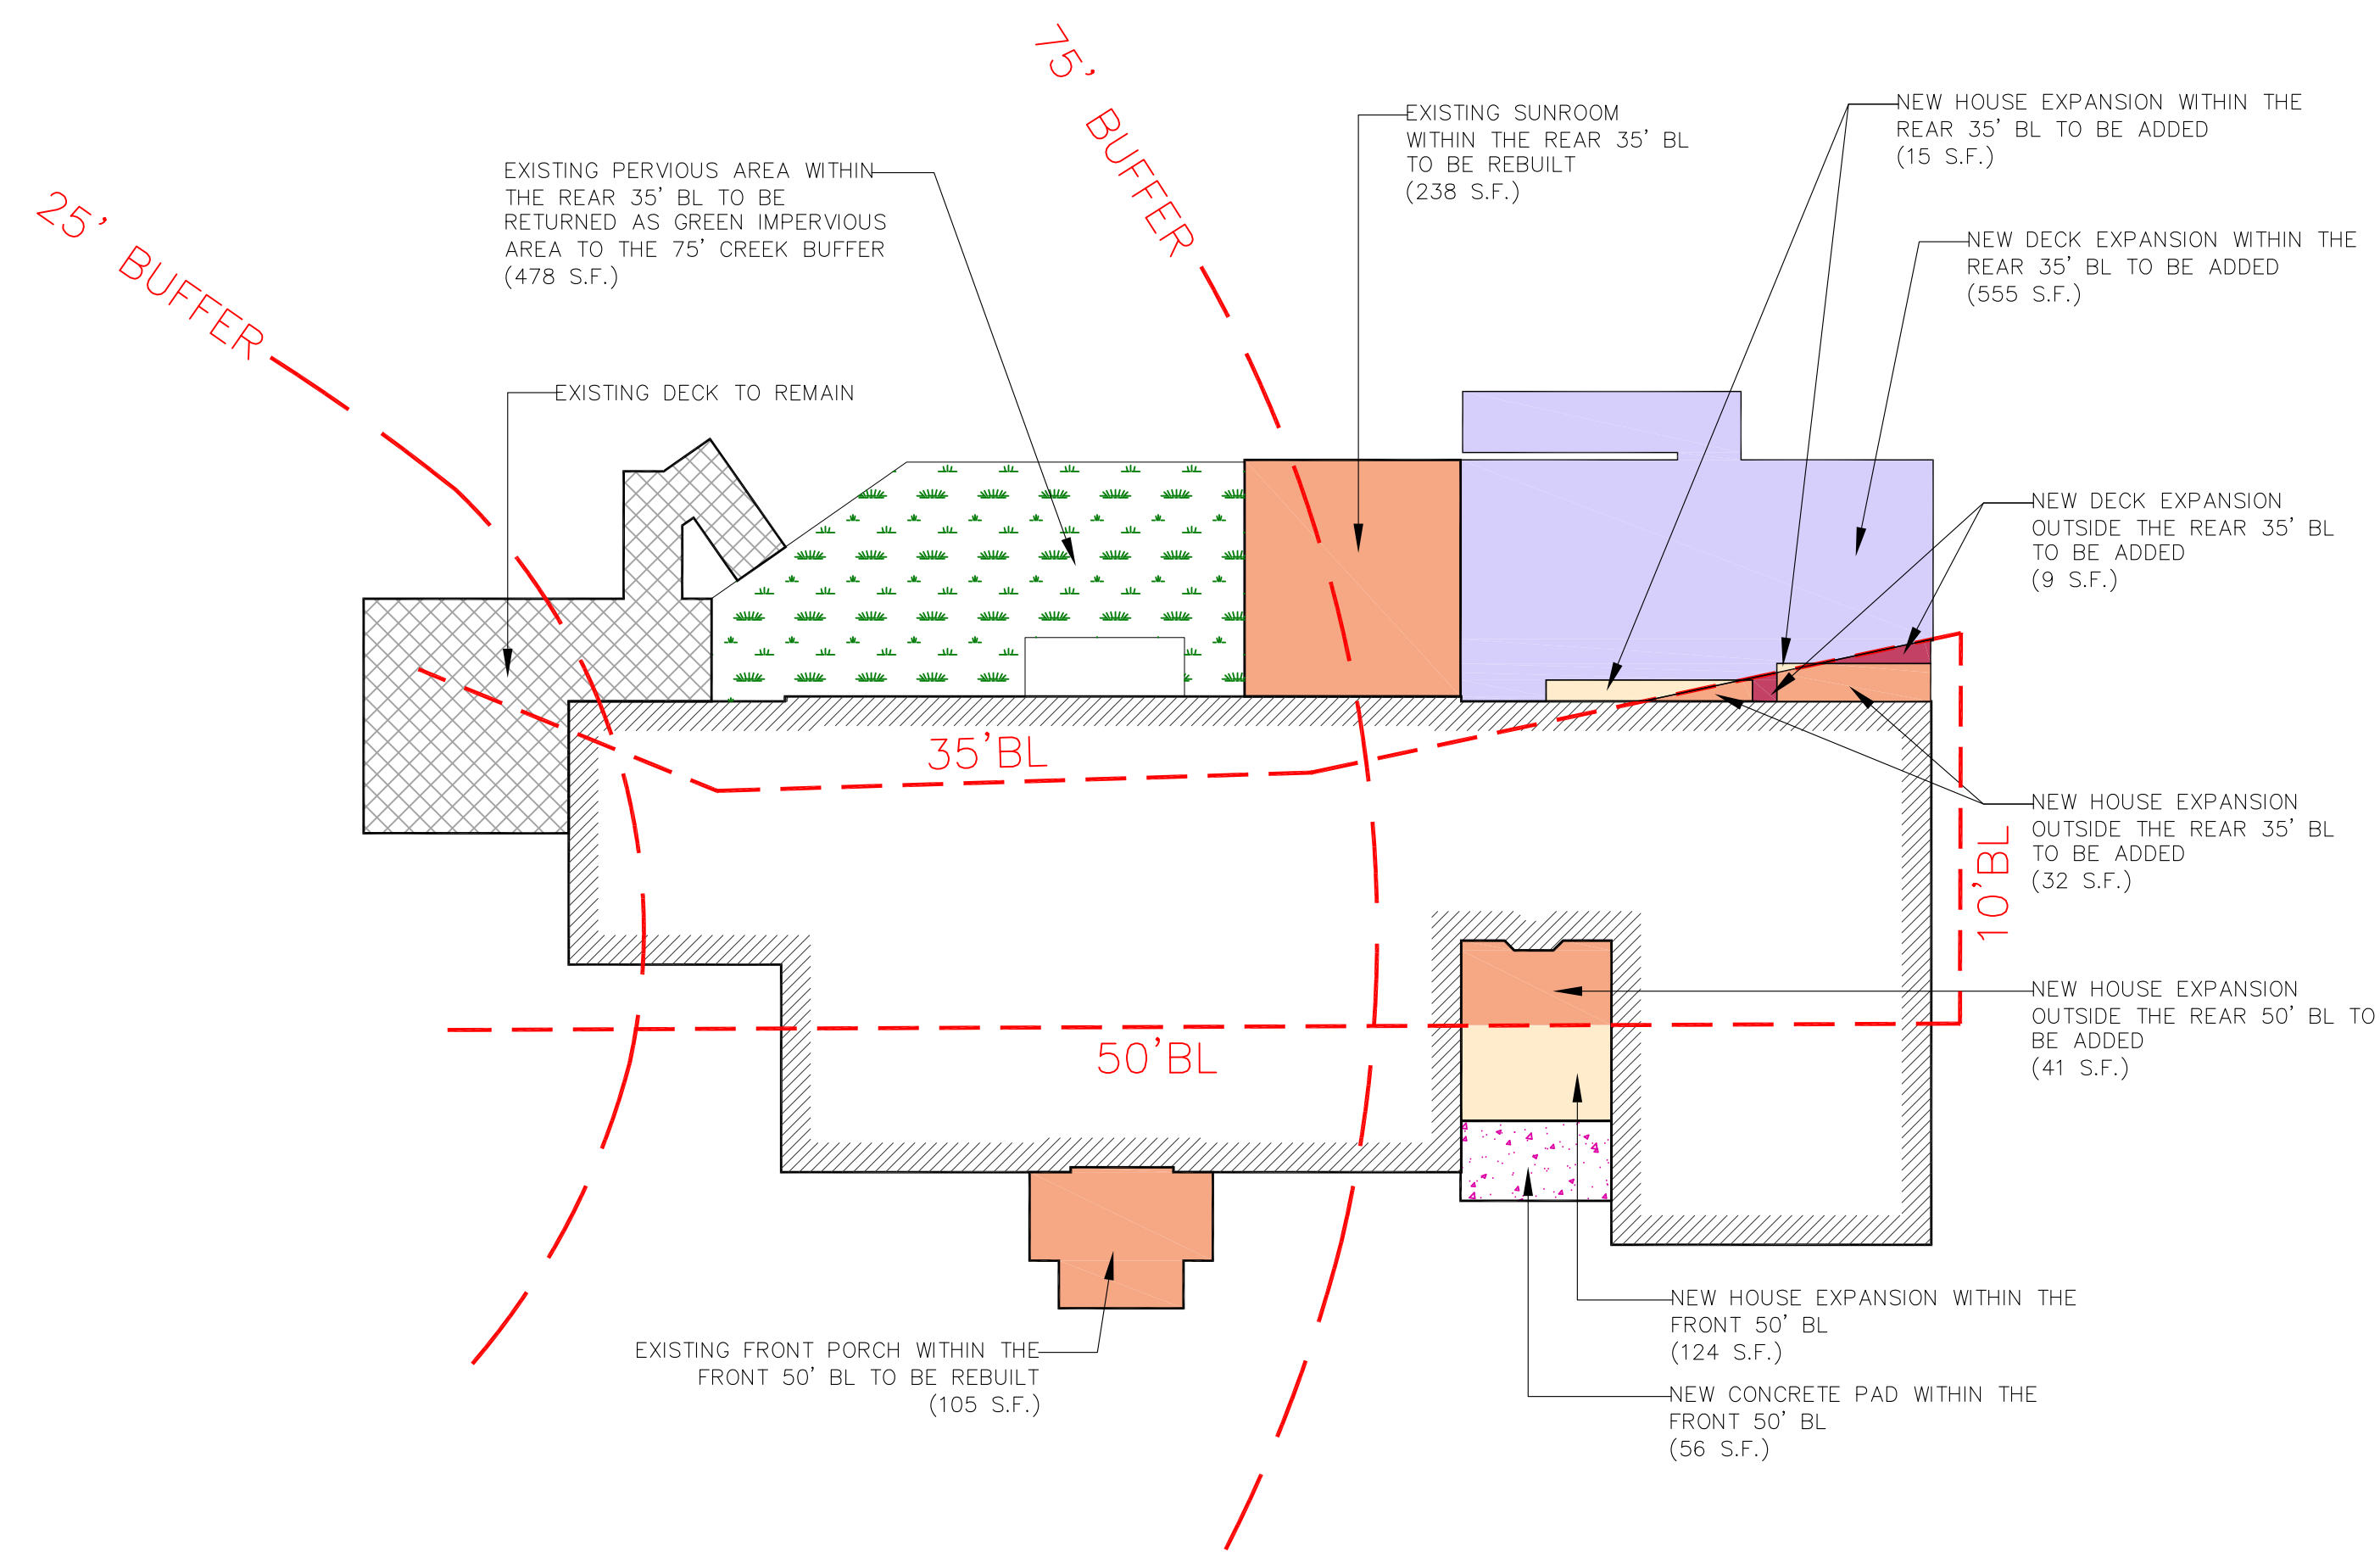 75' BUFFER
25' BUFFER
EXISTING PERVIOUS AREA WITHIN
THE REAR 35' BL TO BE
RETURNED AS GREEN IMPERVIOUS
AREA TO THE 75' CREEK BUFFER
(478 S.F.)
EXISTING SUNROOM
WITHIN THE REAR 35' BL
TO BE REBUILT
(238 S.F.)
NEW HOUSE EXPANSION WITHIN THE
REAR 35' BL TO BE ADDED
(15 S.F.)
NEW DECK EXPANSION WITHIN THE
REAR 35' BL TO BE ADDED
(555 S.F.)
EXISTING DECK TO REMAIN
NEW DECK EXPANSION
OUTSIDE THE REAR 35' BL
TO BE ADDED
(9 S.F.)
35'BL
NEW HOUSE EXPANSION
OUTSIDE THE REAR 35' BL
TO BE ADDED
(32 S.F.)
10'BL
NEW HOUSE EXPANSION
OUTSIDE THE REAR 50' BL TO
BE ADDED
(41 S.F.)
50'BL
NEW HOUSE EXPANSION WITHIN THE
FRONT 50' BL
(124 S.F.)
EXISTING FRONT PORCH WITHIN THE
FRONT 50' BL TO BE REBUILT
(105 S.F.)
NEW CONCRETE PAD WITHIN THE
FRONT 50' BL
(56 S.F.)